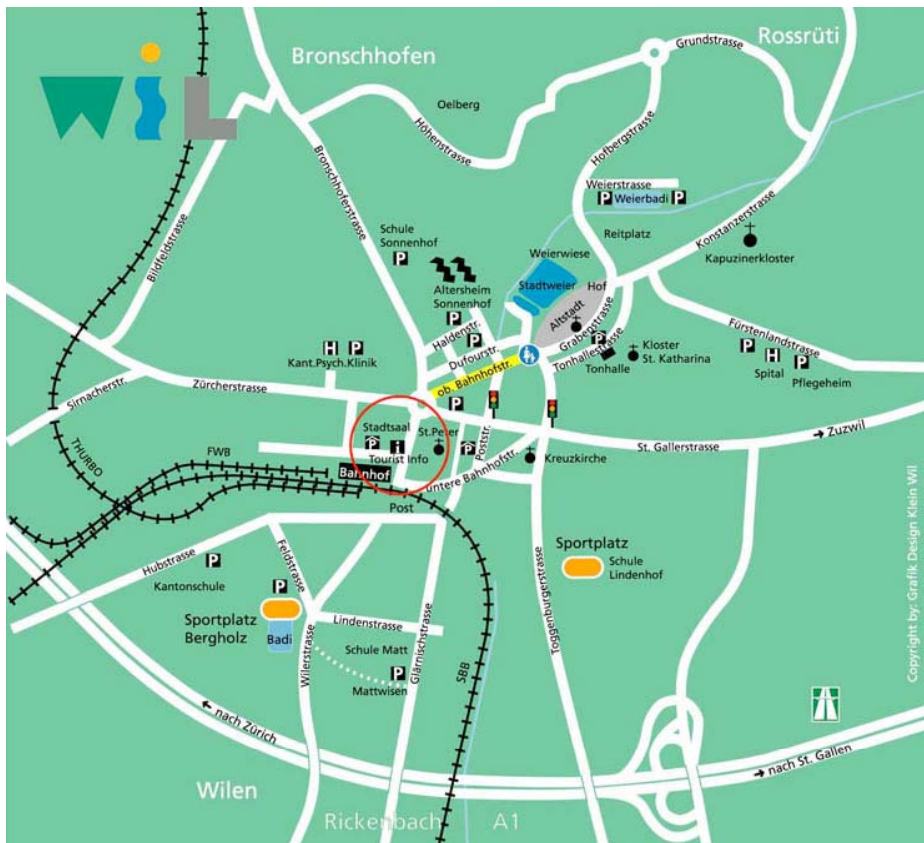 WiL
Bronschhofen
Rossrüti
Grundstrasse
Oelberg
Höhenstrasse
Hofbergstrasse
Bronschhoferstrasse
Weierstrasse
P Weierbadi P
Bildfeldstrasse
Reitplatz
Konstanzerstrasse
Schule
Sonnenhof
P
Weierwiese
Kapuzinerkloster
Stadtweier
Hof
Altersheim
Sonnenhof
P
Altstadt
Grabenstrasse
Haldenstr.
P
P
Dufourstr.
Tonhallestrasse
Kloster
St. Katharina
Fürstenlandstrasse
H P
Kant.Psych.Klinik
ob. Bahnhofstr.
Tonhalle
P H P
Spital
Pflegeheim
Sirnacherstr.
Zürcherstrasse
P
Stadtsaal
St.Peter
P i
Tourist Info
P
Poststr.
St. Gallerstrasse
Zuzwil
THURBO
FWB
Bahnhof
untere Bahnhofstr.
Kreuzkirche
Post
Hubstrasse
P
Kantonschule
Feldstrasse
P
Sportplatz
Schule
Lindenhof
Toggenburgerstrasse
Sportplatz
Bergholz
Badi
Lindenstrasse
Wilerstrasse
Schule Matt
P
Mattwisen
Glärnischstrasse
SBB
nach Zürich
nach St. Gallen
Wilen
Rickenbach
A1
Copyright by: Grafik Design Klein Wil